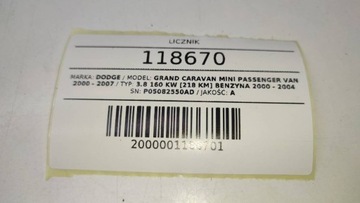 LICZNIK
118670
MARKA: DODGE / MODEL: GRAND CARAVAN MINI PASSENGER VAN
2000 - 2007 / TYP: 3.8 160 KW [218 KM] BENZYNA 2000 - 2004
SN: P05082550AD / JAKOŚĆ: A